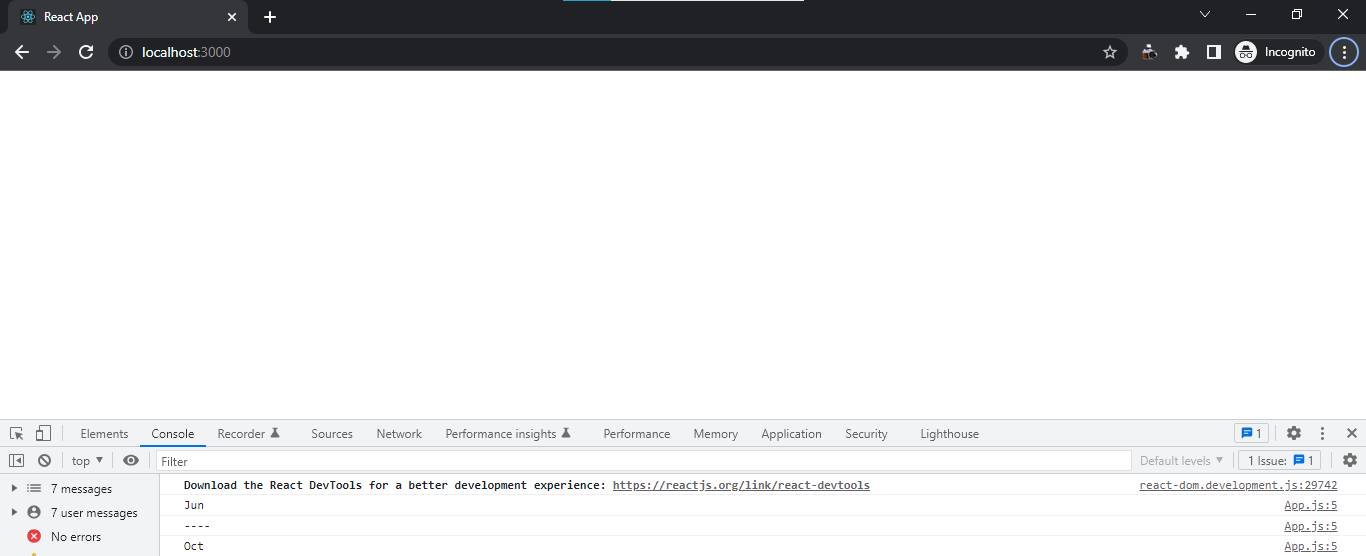 React App
localhost:3000
Incognito
Elements Console Recorder Sources Network Performance insights Performance Memory Application Security Lighthouse 1
top Filter Default levels 1 Issue: 1
7 messages
7 user messages
No errors
Download the React DevTools for a better development experience: https://reactjs.org/link/react-devtools react-dom.development.js:29742
Jun App.js:5
---- App.js:5
Oct App.js:5